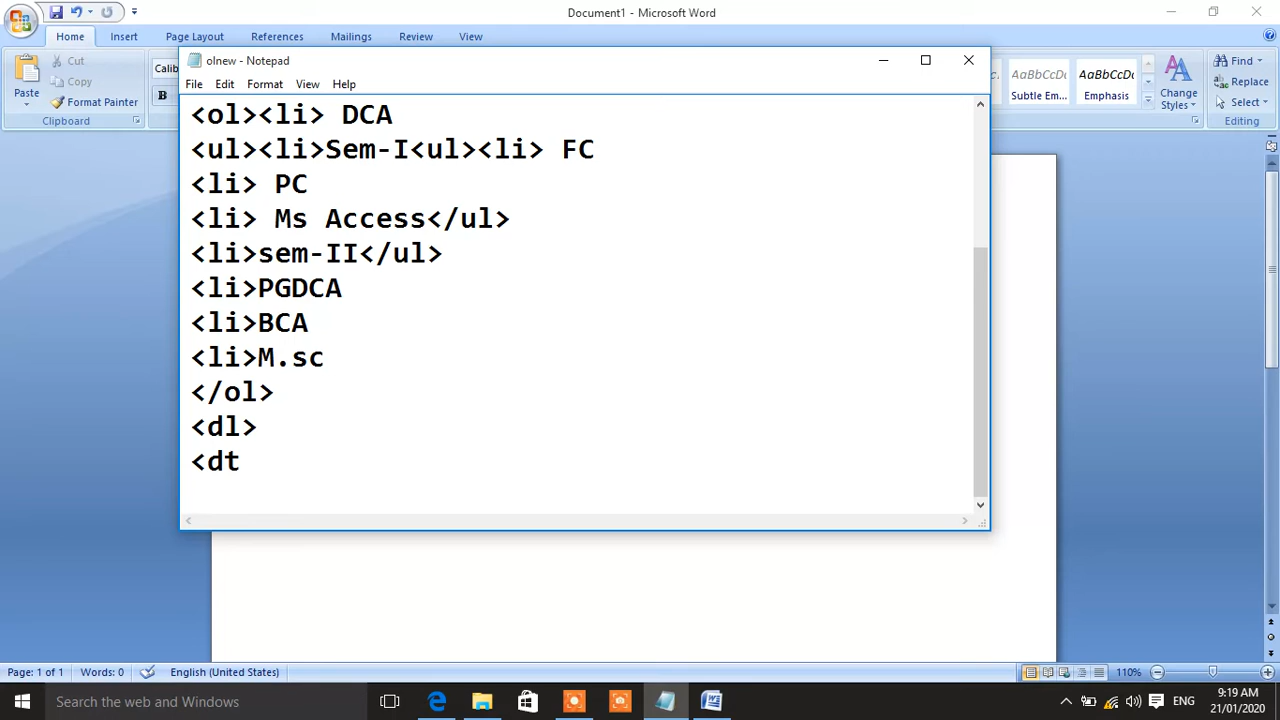 Document1 - Microsoft Word
Home Insert Page Layout References Mailings Review View
Cut
Copy
Paste
Format Painter
Clipboard
Calib
B
AaBbCcD AaBbCcDc
Subtle Em... Emphasis
Change
Styles
Find
Replace
Select
Editing
olnew - Notepad
File Edit Format View Help
<ol><li> DCA
<ul><li>Sem-I<ul><li> FC
<li> PC
<li> Ms Access</ul>
<li>sem-II</ul>
<li>PGDCA
<li>BCA
<li>M.sc
</ol>
<dl>
<dt
Page: 1 of 1 Words: 0 English (United States) 110%
Search the web and Windows
ENG
9:19 AM
21/01/2020